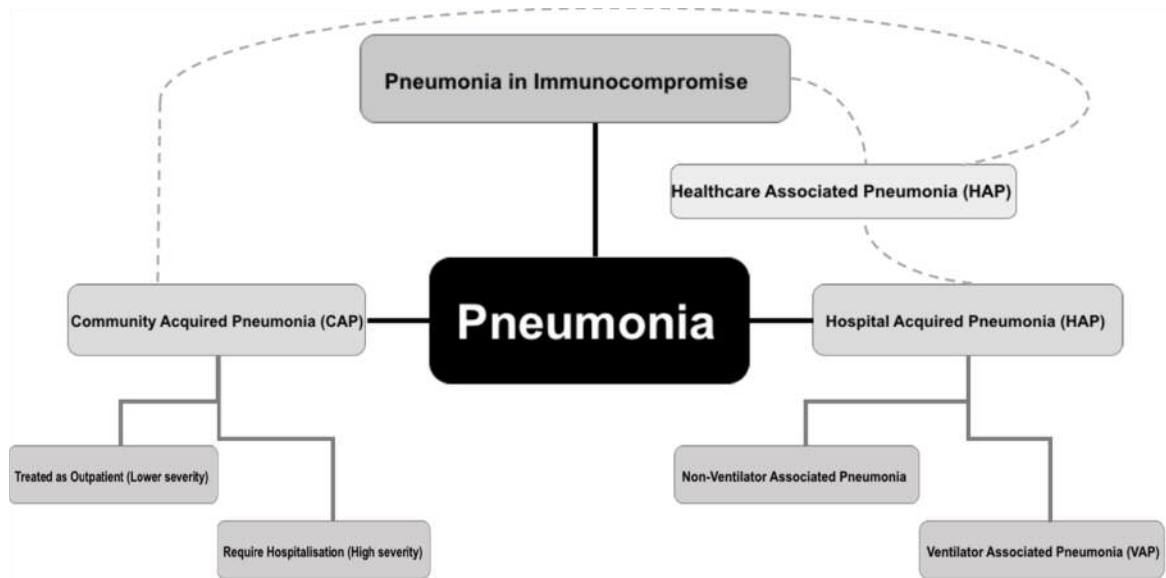 Pneumonia in Immunocompromise
Healthcare Associated Pneumonia (HAP)
Pneumonia
Community Acquired Pneumonia (CAP)
Hospital Acquired Pneumonia (HAP)
Treated as Outpatient (Lower severity)
Non-Ventilator Associated Pneumonia
Require Hospitalisation (High severity)
Ventilator Associated Pneumonia (VAP)